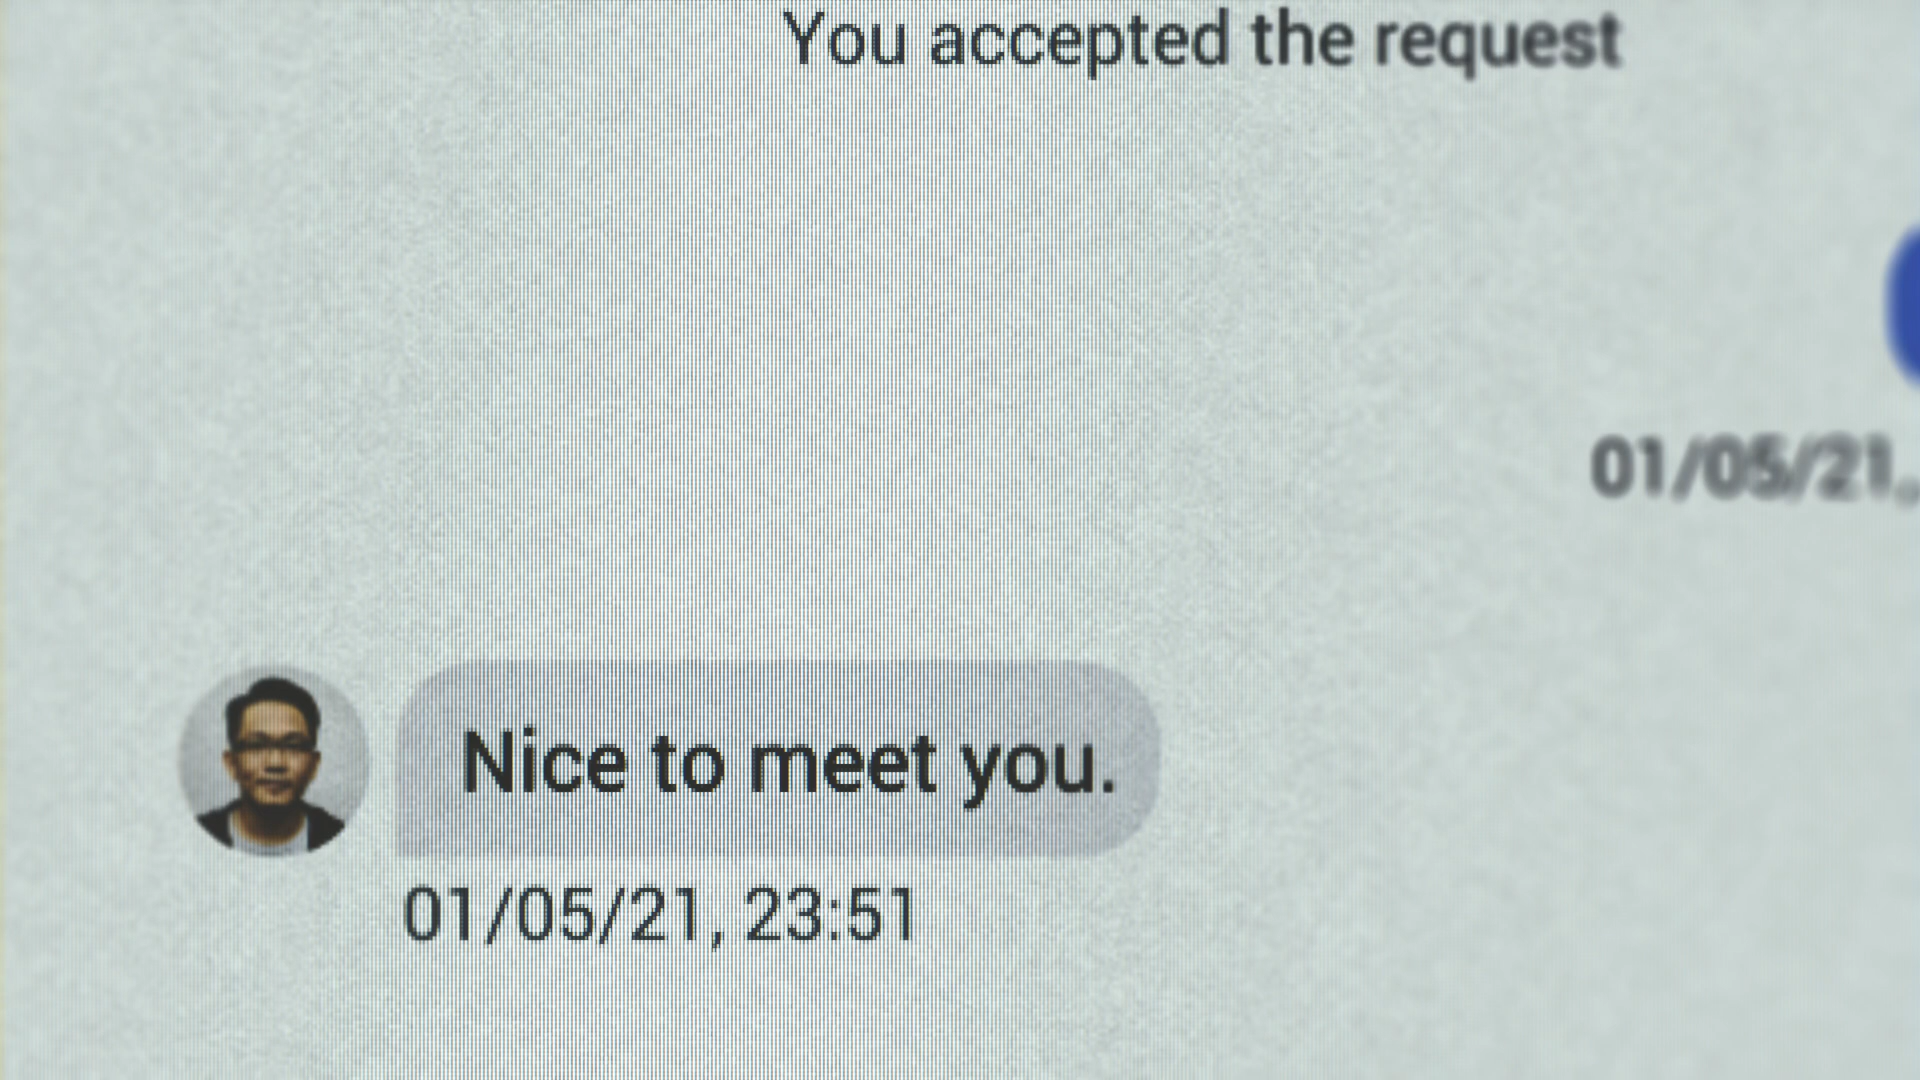 You accepted the request
01/05/21,
Nice to meet you.
01/05/21, 23:51